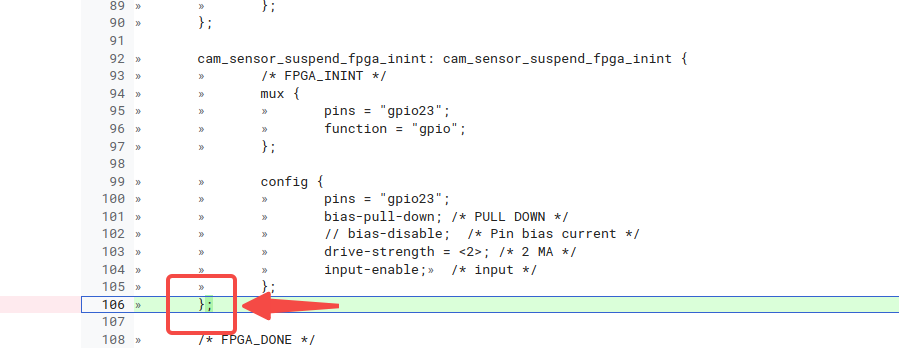 89 »       »       };
90 »       };
91
92 »       cam_sensor_suspend_fpga_inint: cam_sensor_suspend_fpga_inint {
93 »       »       /* FPGA_ININT */
94 »       »       mux {
95 »       »       »       pins = "gpio23";
96 »       »       »       function = "gpio";
97 »       »       };
98
99 »       »       config {
100 »       »       »       pins = "gpio23";
101 »       »       »       bias-pull-down; /* PULL DOWN */
102 »       »       »       // bias-disable;  /* Pin bias current */
103 »       »       »       drive-strength = <2>; /* 2 MA */
104 »       »       »       input-enable;»  /* input */
105 »       »       };
106 »       };
107
108 »       /* FPGA_DONE */